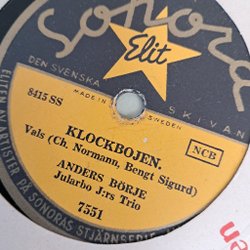 Sonora
Elit
DEN SVENSKA
SKIVAN
MADE IN
SWEDEN
8415 SS
NCB
KLOCKBOJEN.
Vals (Ch. Normann, Bengt Sigurd)
ANDERS BÖRJE
Jularbo J:rs Trio
7551
ELITEN AV ARTISTER PÅ SONORAS STJÄRNSERIE